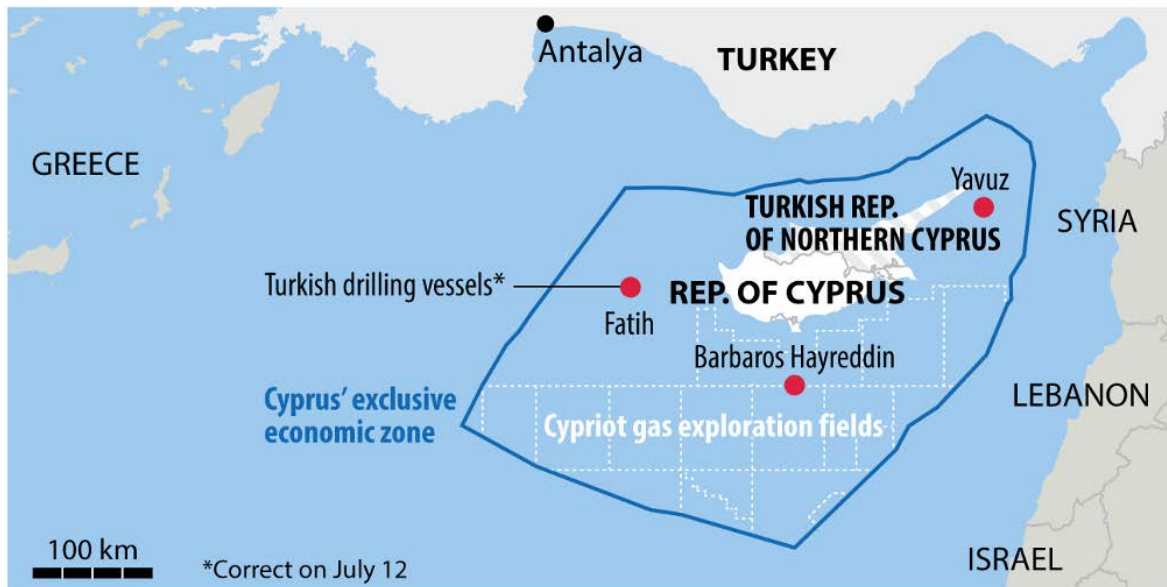 Antalya
TURKEY
GREECE
Yavuz
TURKISH REP.
OF NORTHERN CYPRUS
SYRIA
Turkish drilling vessels*
REP. OF CYPRUS
Fatih
Barbaros Hayreddin
Cyprus’ exclusive
economic zone
LEBANON
Cypriot gas exploration fields
100 km
*Correct on July 12
ISRAEL